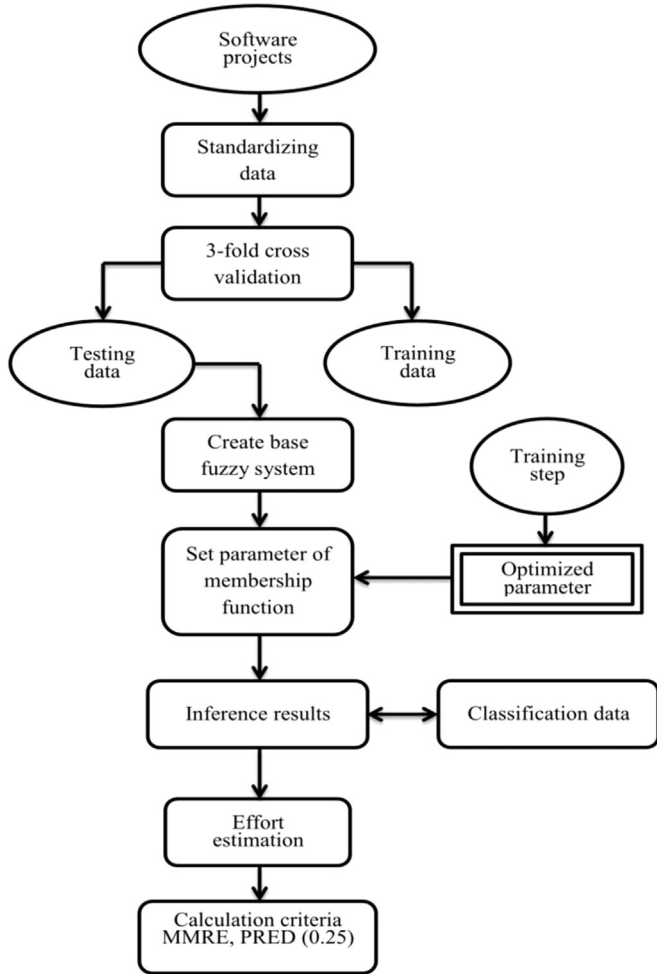 Software
projects
Standardizing
data
3-fold cross
validation
Testing
data
Training
data
Create base
fuzzy system
Training
step
Set parameter of
membership
function
Optimized
parameter
Inference results
Classification data
Effort
estimation
Calculation criteria
MMRE, PRED (0.25)